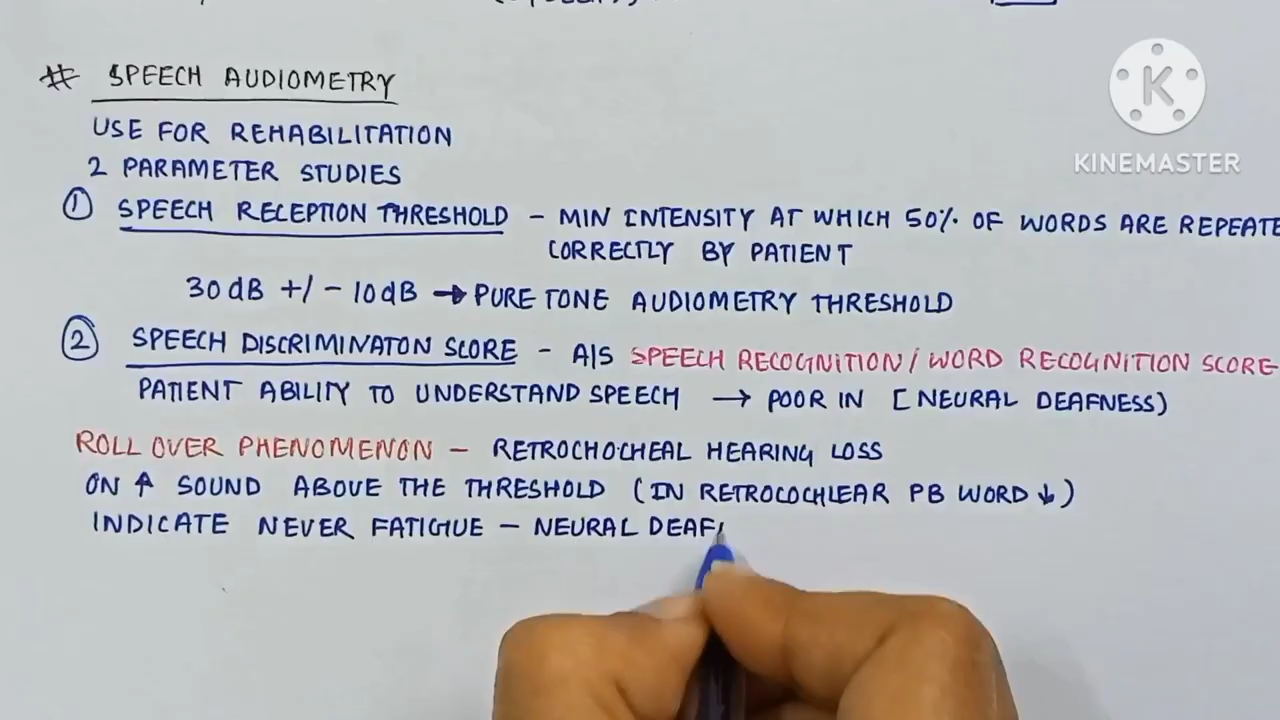 # SPEECH AUDIOMETRY
USE FOR REHABILITATION
2 PARAMETER STUDIES
① SPEECH RECEPTION THRESHOLD – MIN INTENSITY AT WHICH 50% OF WORDS ARE REPEATE
CORRECTLY BY PATIENT
30 dB +/- 10dB → PURE TONE AUDIOMETRY THRESHOLD
② SPEECH DISCRIMINATON SCORE – A/S SPEECH RECOGNITION/WORD RECOGNITION SCORE
PATIENT ABILITY TO UNDERSTAND SPEECH → POOR IN [NEURAL DEAFNESS)
ROLL OVER PHENOMENON – RETROCHOCHEAL HEARING LOSS
ON ↑ SOUND ABOVE THE THRESHOLD (IN RETROCOCHLEAR PB WORD ↓)
INDICATE NEVER FATIGUE – NEURAL DEAF
K
KINEMASTER